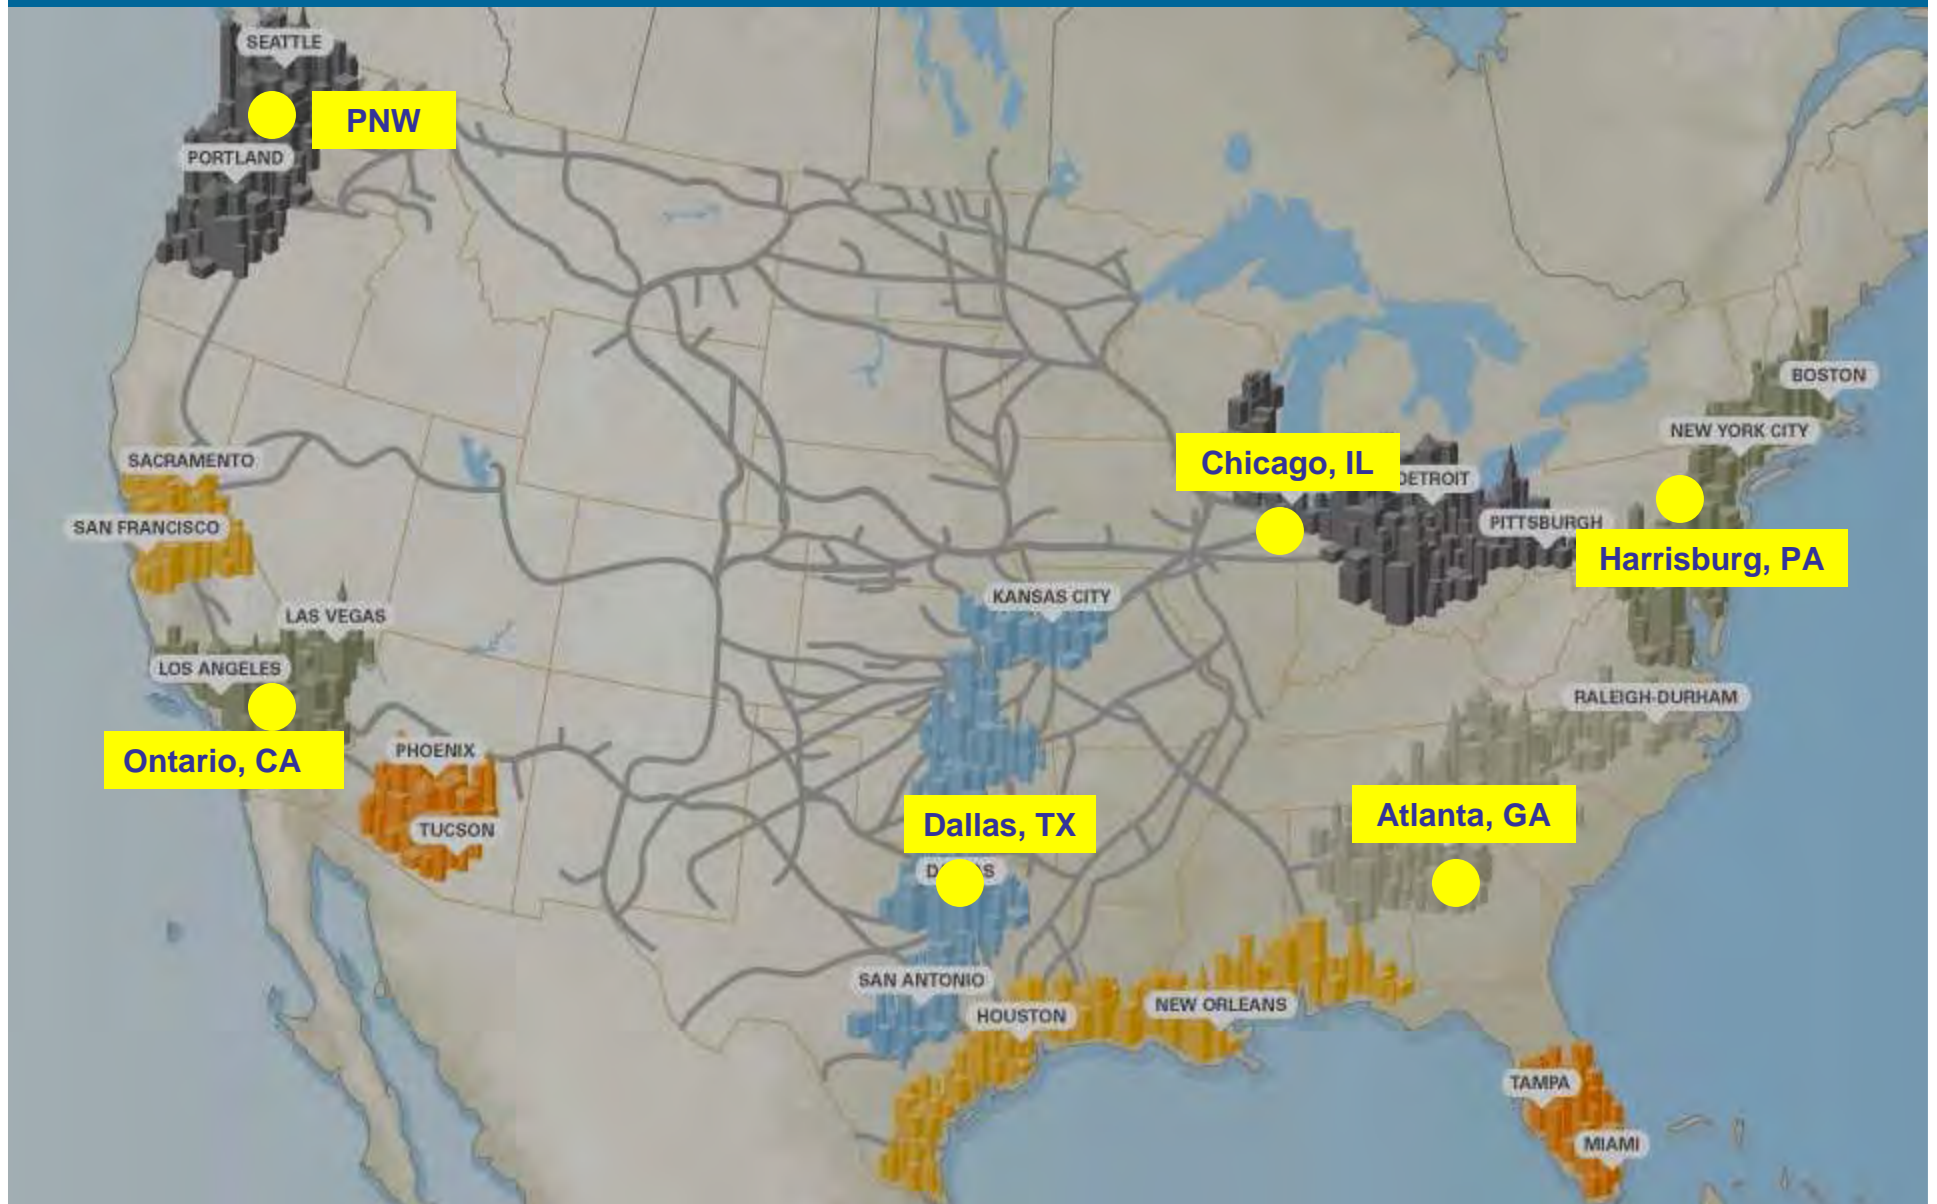 SEATTLE
PNW
PORTLAND
BOSTON
NEW YORK CITY
SACRAMENTO
Chicago, IL
DETROIT
SAN FRANCISCO
PITTSBURGH
Harrisburg, PA
KANSAS CITY
LAS VEGAS
LOS ANGELES
RALEIGH-DURHAM
PHOENIX
Ontario, CA
Dallas, TX
Atlanta, GA
TUCSON
SAN ANTONIO
HOUSTON
NEW ORLEANS
TAMPA
MIAMI